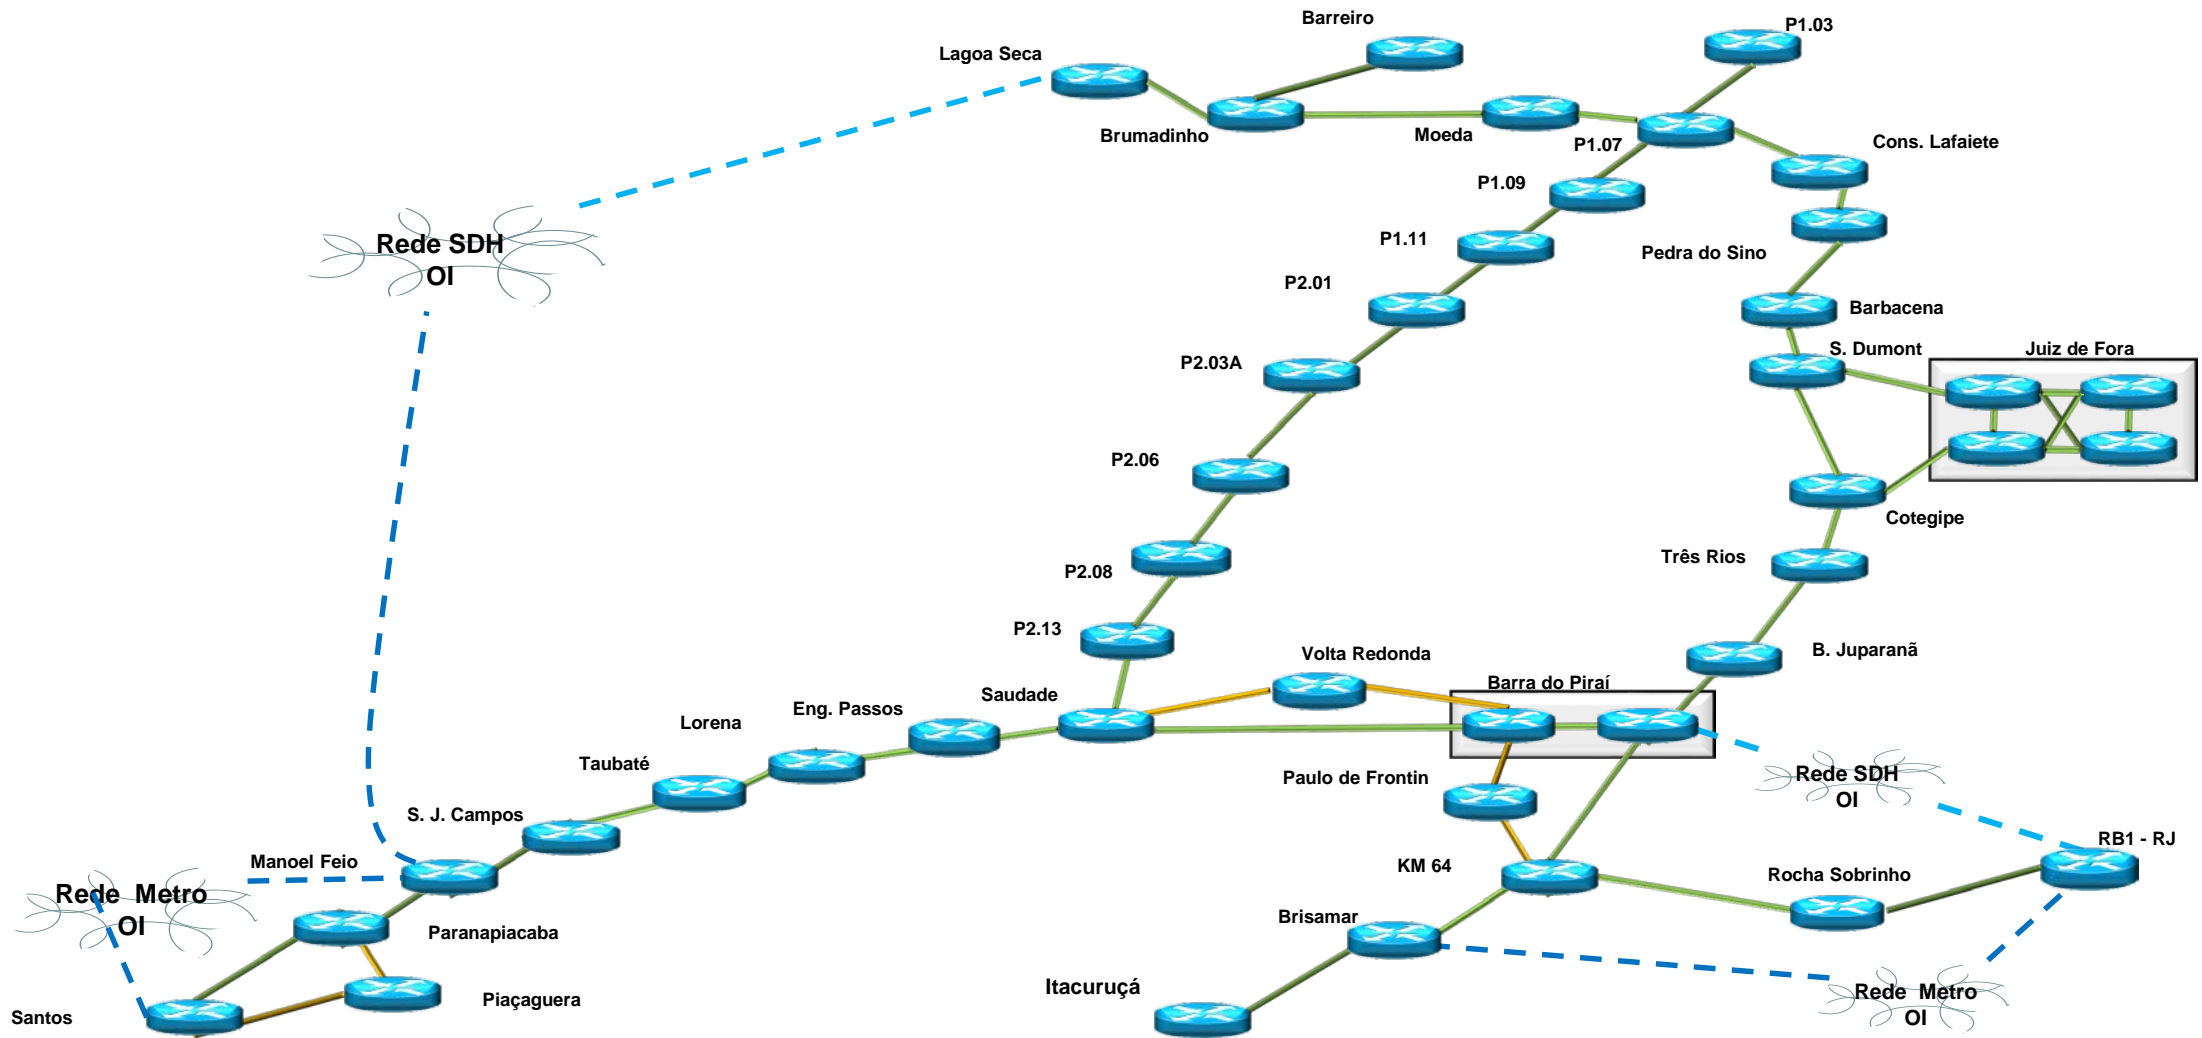 Barreiro
P1.03
Lagoa Seca
Brumadinho
Moeda
P1.07
Cons. Lafaiete
P1.09
P1.11
Pedra do Sino
Rede SDH
OI
P2.01
Barbacena
S. Dumont
Juiz de Fora
P2.03A
P2.06
Cotegipe
Três Rios
P2.08
P2.13
Volta Redonda
B. Juparanã
Barra do Piraí
Saudade
Eng. Passos
Lorena
Taubaté
Paulo de Frontin
Rede SDH
OI
S. J. Campos
RB1 - RJ
Manoel Feio
KM 64
Rocha Sobrinho
Rede  Metro
OI
Brisamar
Paranapiacaba
Itacuruçá
Rede  Metro
OI
Piaçaguera
Santos